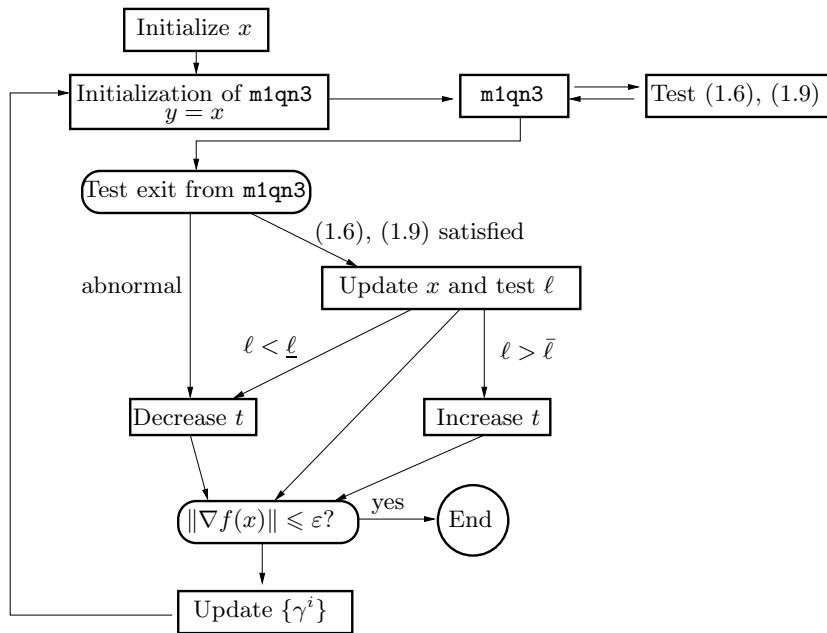 Initialize x
Initialization of m1qn3
y = x
m1qn3
Test (1.6), (1.9)
Test exit from m1qn3
(1.6), (1.9) satisfied
abnormal
Update x and test ℓ
ℓ < ℓ̲
ℓ > ℓ̄
Decrease t
Increase t
‖∇f(x)‖ ⩽ ε?
yes
End
Update {γⁱ}